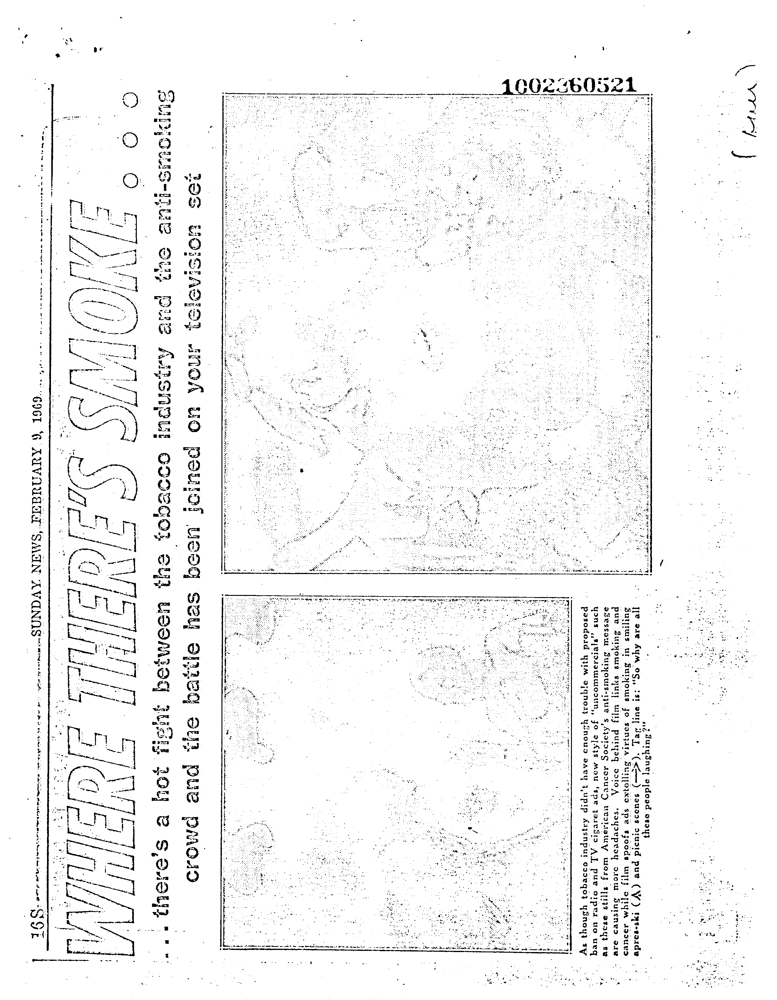 16S
SUNDAY NEWS, FEBRUARY 9, 1969
WHERE THERE'S SMOKE . . .
. . . there's a hot fight between the tobacco industry and the anti-smoking
crowd and the battle has been joined on your television set
As though tobacco industry didn't have enough trouble with proposed
ban on radio and TV cigaret ads, new style of "uncommercials" such
as these stills from American Cancer Society's anti-smoking message
are causing more headaches. Voice behind film links smoking and
cancer while film spoofs ads extolling virtues of smoking in smiling
apres-ski (A) and picnic scenes (—>). Tag line is: "So why are all
these people laughing?"
1002360521